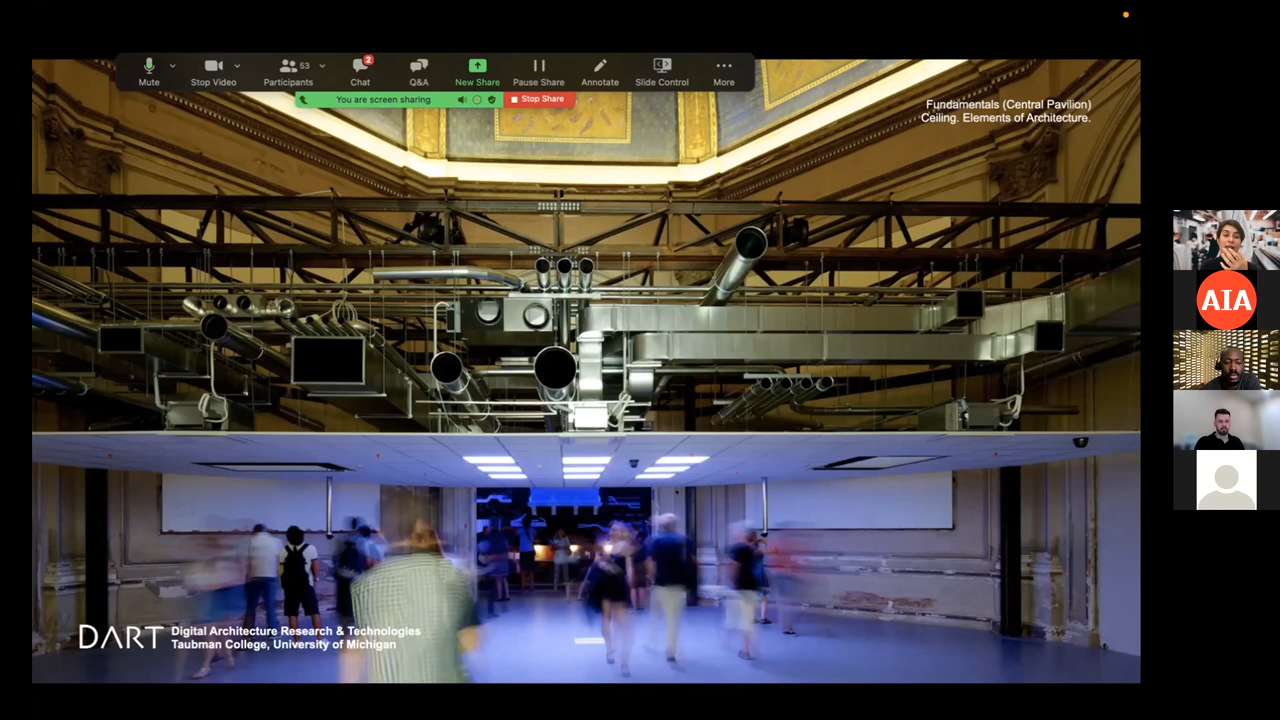 Mute
Stop Video
53
Participants
2
Chat
Q&A
New Share
Pause Share
Annotate
Slide Control
More
You are screen sharing
Stop Share
Fundamentals (Central Pavilion)
Ceiling. Elements of Architecture.
AIA
DART
Digital Architecture Research & Technologies
Taubman College, University of Michigan